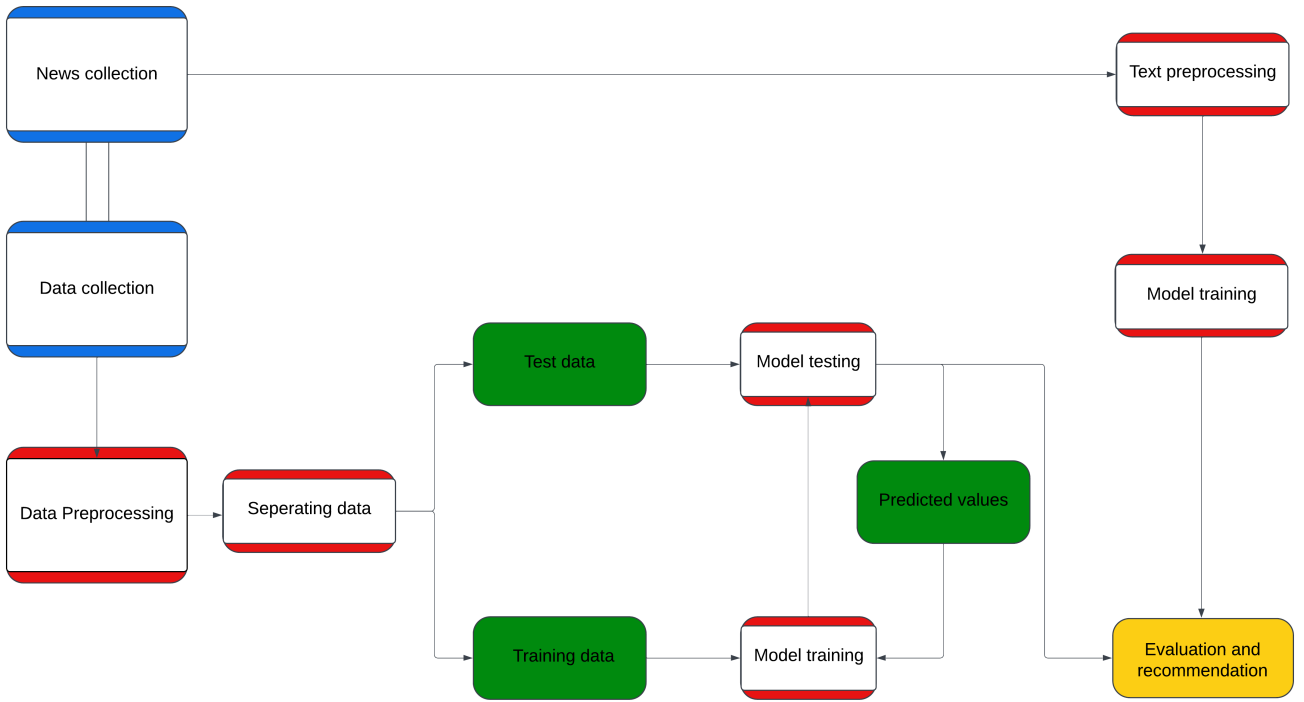 News collection
Text preprocessing
Data collection
Model training
Test data
Model testing
Predicted values
Data Preprocessing
Seperating data
Training data
Model training
Evaluation and
recommendation